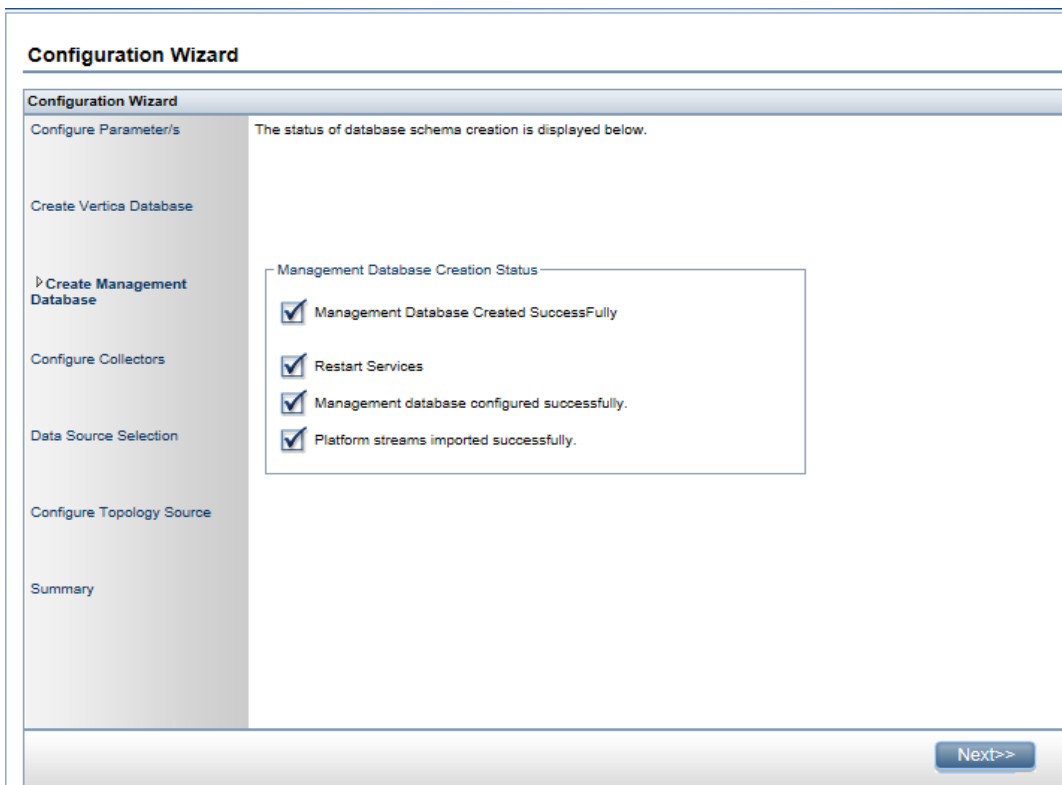 Configuration Wizard
Configuration Wizard
Configure Parameter/s
The status of database schema creation is displayed below.
Create Vertica Database
Create Management
Database
Management Database Creation Status
Management Database Created SuccessFully
Restart Services
Management database configured successfully.
Platform streams imported successfully.
Configure Collectors
Data Source Selection
Configure Topology Source
Summary
Next>>